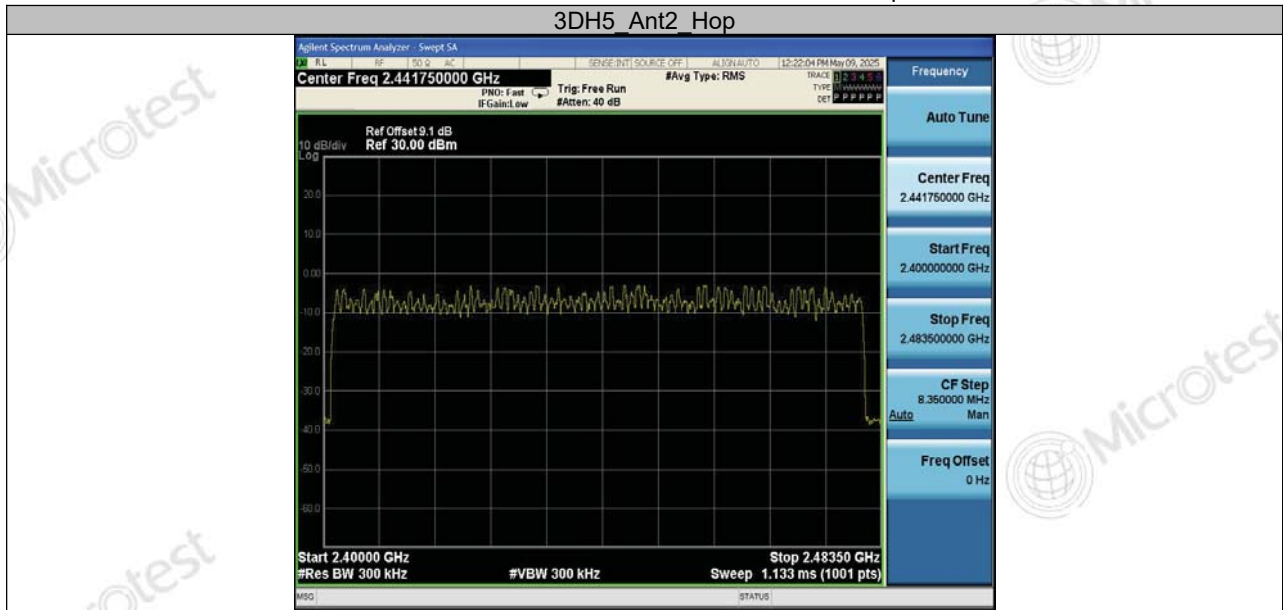 3DH5_Ant2_Hop
Agilent Spectrum Analyzer - Swept SA
RL RF 50 Ω AC SENSE:INT SOURCE OFF ALIGNAUTO 12:22:04 PM May 09, 2025
Center Freq 2.441750000 GHz #Avg Type: RMS TRACE 1 2 3 4 5 6
PNO: Fast Trig: Free Run TYPE
IFGain:Low #Atten: 40 dB DET P P P P P P
Frequency
Auto Tune
Ref Offset 9.1 dB
10 dB/div Ref 30.00 dBm
Log
20.0
10.0
0.00
-10.0
-20.0
-30.0
-40.0
-50.0
-60.0
Center Freq
2.441750000 GHz
Start Freq
2.400000000 GHz
Stop Freq
2.483500000 GHz
CF Step
8.350000 MHz
Auto Man
Freq Offset
0 Hz
Start 2.40000 GHz Stop 2.48350 GHz
#Res BW 300 kHz #VBW 300 kHz Sweep 1.133 ms (1001 pts)
MSG STATUS
Microtest
Microtest